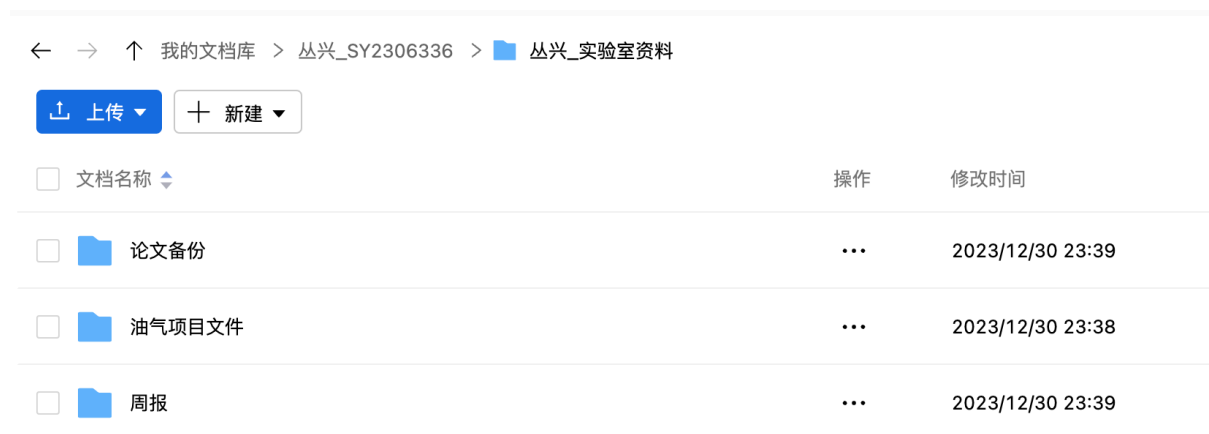 我的文档库 > 丛兴_SY2306336 > 丛兴_实验室资料
上传 新建
文档名称 操作 修改时间
论文备份 ... 2023/12/30 23:39
油气项目文件 ... 2023/12/30 23:38
周报 ... 2023/12/30 23:39